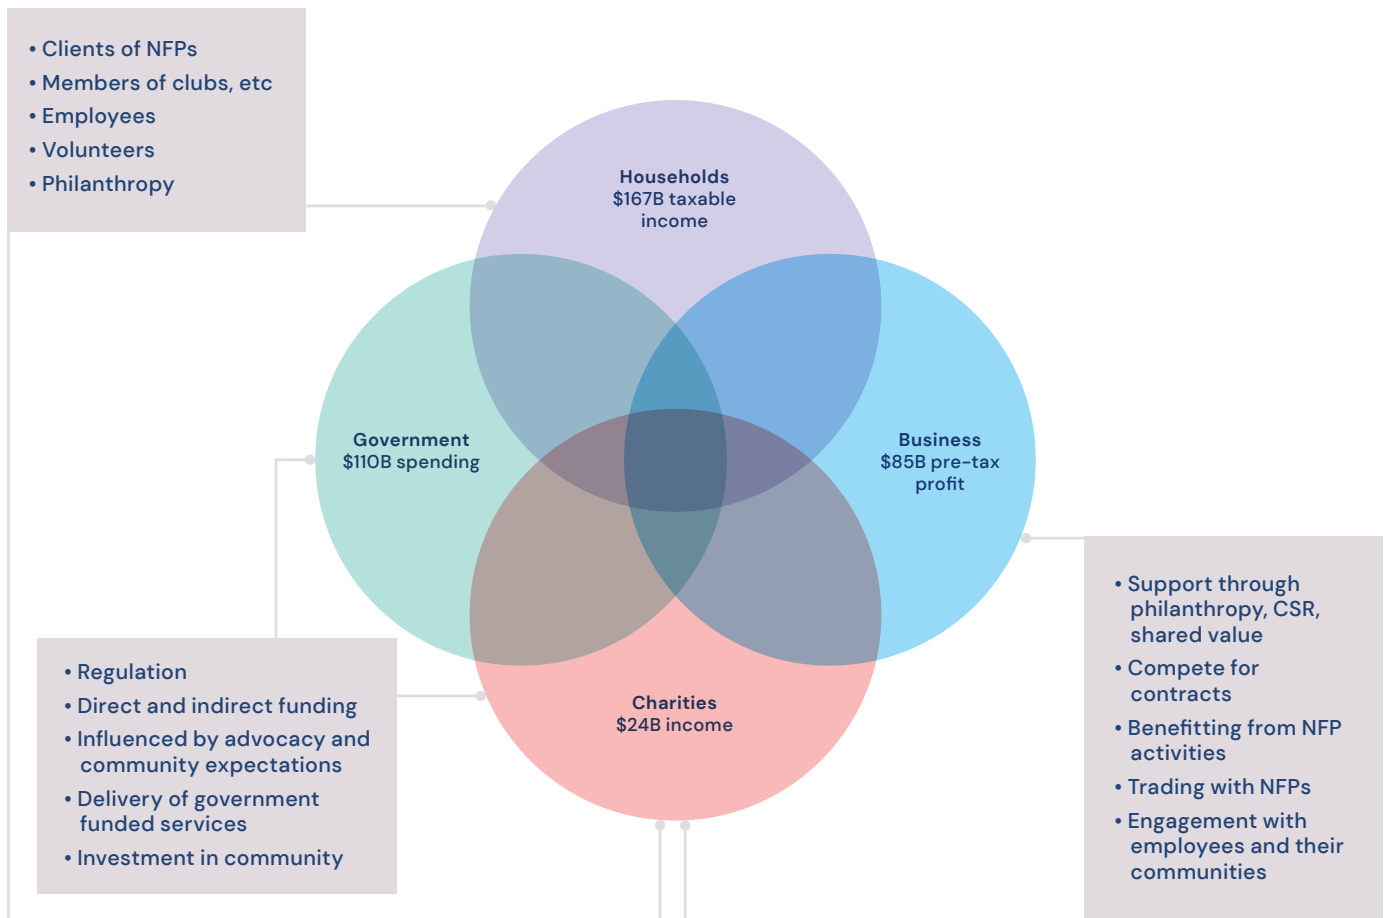 • Clients of NFPs
• Members of clubs, etc
• Employees
• Volunteers
• Philanthropy
Households
$167B taxable
income
Government
$110B spending
Business
$85B pre-tax
profit
Charities
$24B income
• Regulation
• Direct and indirect funding
• Influenced by advocacy and
community expectations
• Delivery of government
funded services
• Investment in community
• Support through
philanthropy, CSR,
shared value
• Compete for
contracts
• Benefitting from NFP
activities
• Trading with NFPs
• Engagement with
employees and their
communities